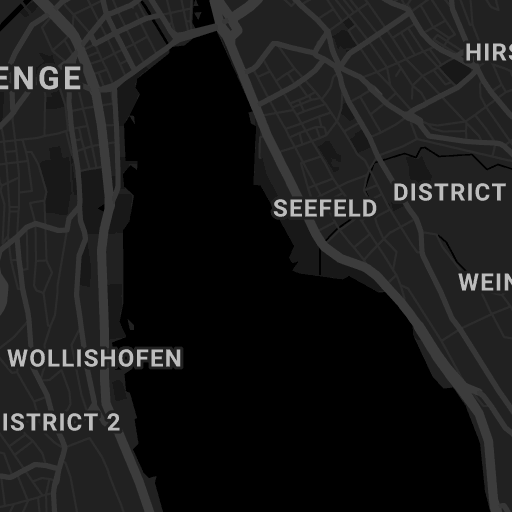 HIRS
ENGE
DISTRICT
SEEFELD
WEIN
WOLLISHOFEN
ISTRICT 2